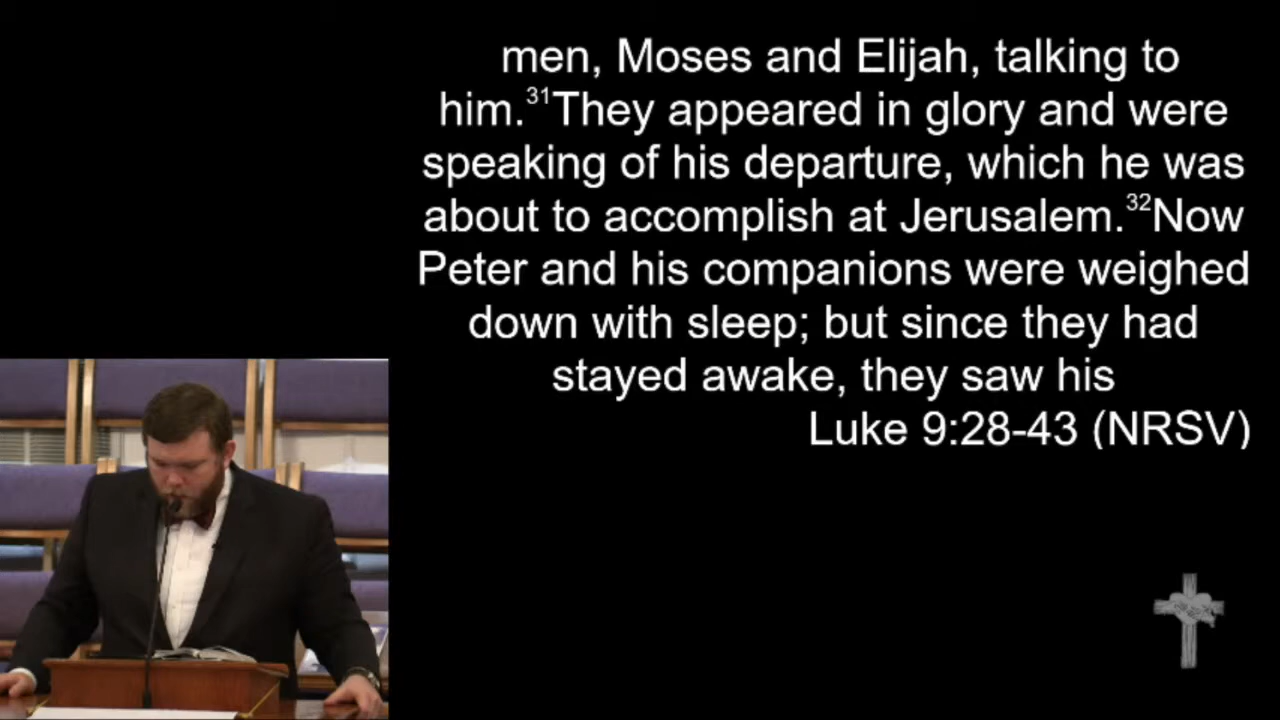 men, Moses and Elijah, talking to
him.³¹They appeared in glory and were
speaking of his departure, which he was
about to accomplish at Jerusalem.³²Now
Peter and his companions were weighed
down with sleep; but since they had
stayed awake, they saw his
Luke 9:28-43 (NRSV)